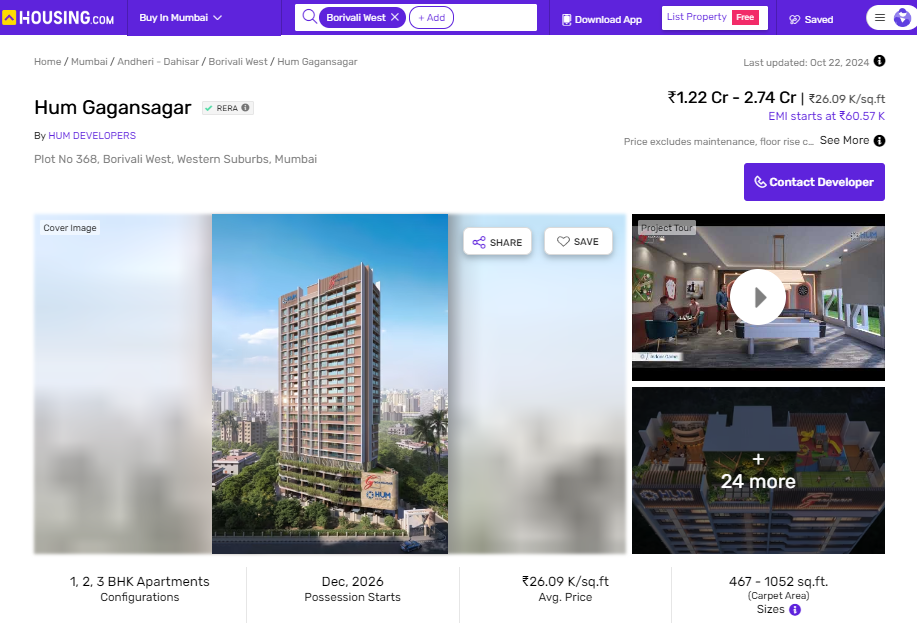 HOUSING.COM
Buy In Mumbai
Borivali West
+ Add
Download App
List Property Free
Saved
Home / Mumbai / Andheri - Dahisar / Borivali West / Hum Gagansagar
Last updated: Oct 22, 2024
Hum Gagansagar
RERA
₹1.22 Cr - 2.74 Cr | ₹26.09 K/sq.ft
EMI starts at ₹60.57 K
By HUM DEVELOPERS
Price excludes maintenance, floor rise c... See More
Plot No 368, Borivali West, Western Suburbs, Mumbai
Contact Developer
Cover Image
SHARE
SAVE
Project Tour
HUM
Indoor Game
HUM
HUM
+
24 more
1, 2, 3 BHK Apartments
Configurations
Dec, 2026
Possession Starts
₹26.09 K/sq.ft
Avg. Price
467 - 1052 sq.ft.
(Carpet Area)
Sizes